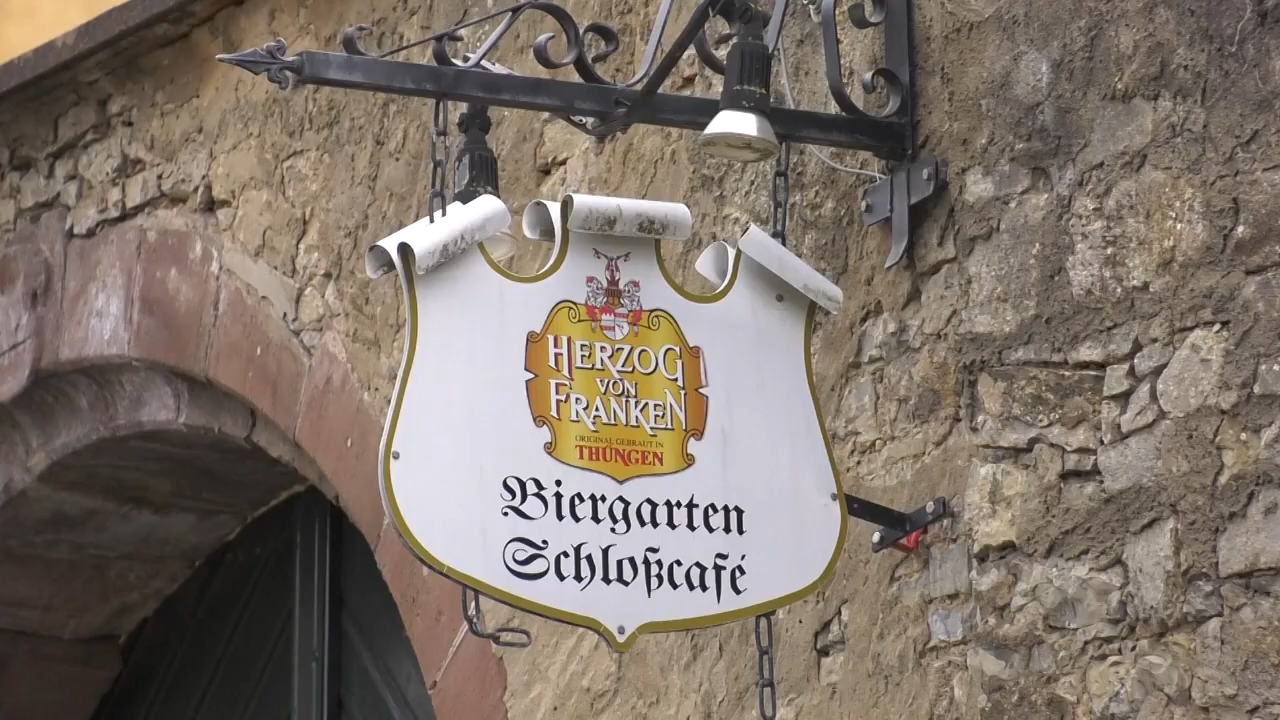 HERZOG
VON
FRANKEN
ORIGINAL GEBRAUT IN
THÜNGEN
Biergarten
Schloßcafé